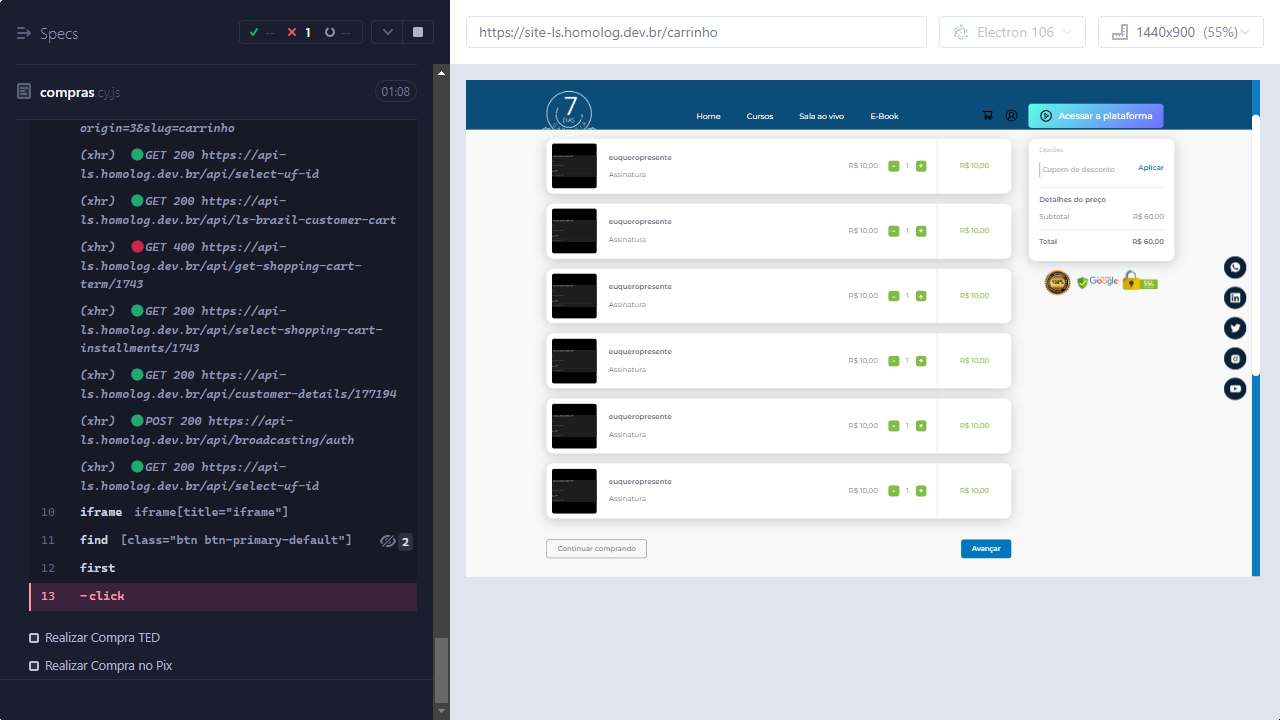 Specs
-- 1 --
compras cy.js
01:08
origin=3&slug=carrinho
(xhr) GET 200 https://api-
ls.homolog.dev.br/api/select-uf-id
(xhr) GET 200 https://api-
ls.homolog.dev.br/api/ls-brazil-customer-cart
(xhr) GET 400 https://api-
ls.homolog.dev.br/api/get-shopping-cart-
term/1743
(xhr) GET 200 https://api-
ls.homolog.dev.br/api/select-shopping-cart-
installments/1743
(xhr) GET 200 https://api-
ls.homolog.dev.br/api/customer-details/177194
(xhr) POST 200 https://api-
ls.homolog.dev.br/api/broadcasting/auth
(xhr) GET 200 https://api-
ls.homolog.dev.br/api/select-uf-id
10 iframe iframe[title="iframe"]
11 find [class="btn btn-primary-default"] 2
12 first
13 -click
Realizar Compra TED
Realizar Compra no Pix
https://site-ls.homolog.dev.br/carrinho
Electron 106
1440x900 (55%)
7
DIAS
Home Cursos Sala ao vivo E-Book
Acessar a plataforma
euqueropresente
Assinatura
R$ 10,00 - 1 + R$ 10,00
euqueropresente
Assinatura
R$ 10,00 - 1 + R$ 10,00
euqueropresente
Assinatura
R$ 10,00 - 1 + R$ 10,00
euqueropresente
Assinatura
R$ 10,00 - 1 + R$ 10,00
euqueropresente
Assinatura
R$ 10,00 - 1 + R$ 10,00
euqueropresente
Assinatura
R$ 10,00 - 1 + R$ 10,00
Continuar comprando
Avançar
Opções
Cupom de desconto Aplicar
Detalhes do preço
Subtotal R$ 60,00
Total R$ 60,00
100%
Google
SSL